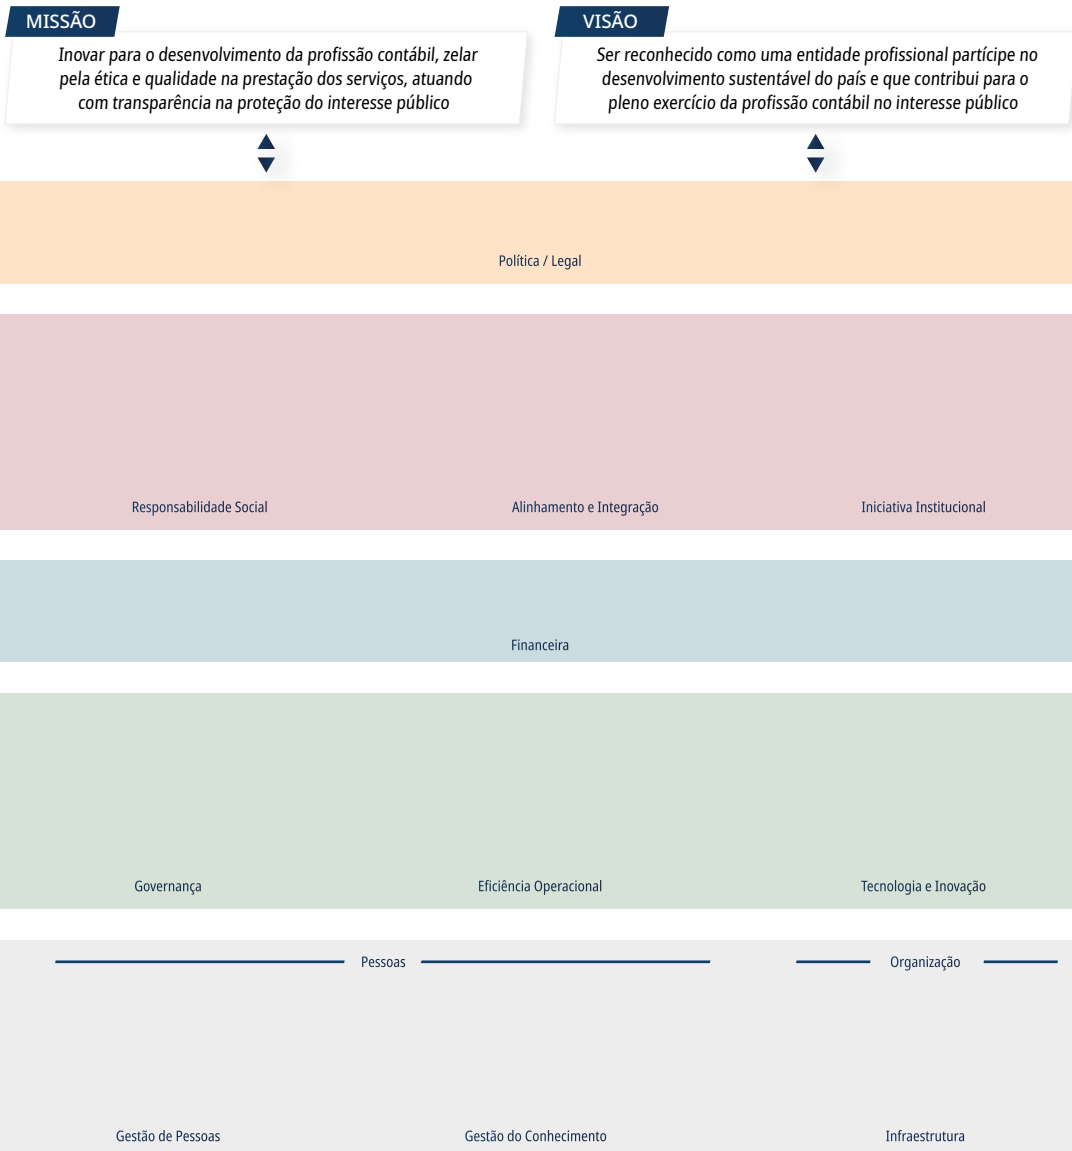 MISSÃO
Inovar para o desenvolvimento da profissão contábil, zelar
pela ética e qualidade na prestação dos serviços, atuando
com transparência na proteção do interesse público
VISÃO
Ser reconhecido como uma entidade profissional partícipe no
desenvolvimento sustentável do país e que contribui para o
pleno exercício da profissão contábil no interesse público
Política / Legal
Responsabilidade Social
Alinhamento e Integração
Iniciativa Institucional
Financeira
Governança
Eficiência Operacional
Tecnologia e Inovação
Pessoas
Organização
Gestão de Pessoas
Gestão do Conhecimento
Infraestrutura